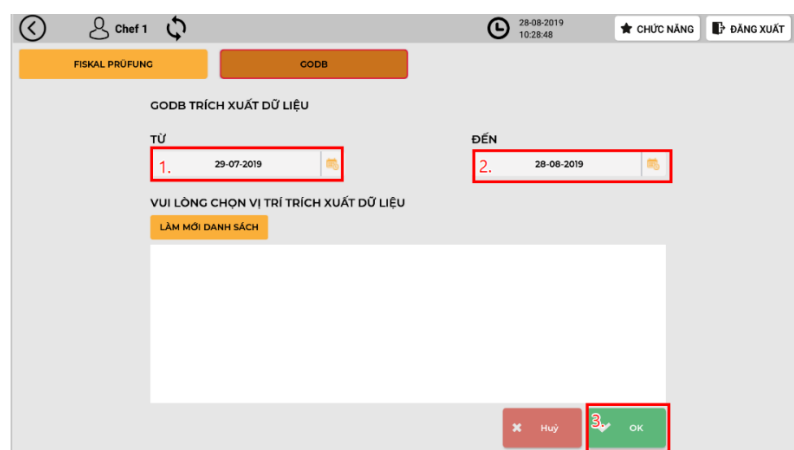 Chef 1
28-08-2019
10:28:48
CHỨC NĂNG
ĐĂNG XUẤT
FISKAL PRÜFUNG
GODB
GODB TRÍCH XUẤT DỮ LIỆU
TỪ
ĐẾN
1. 29-07-2019
2. 28-08-2019
VUI LÒNG CHỌN VỊ TRÍ TRÍCH XUẤT DỮ LIỆU
LÀM MỚI DANH SÁCH
Huỷ
3. OK